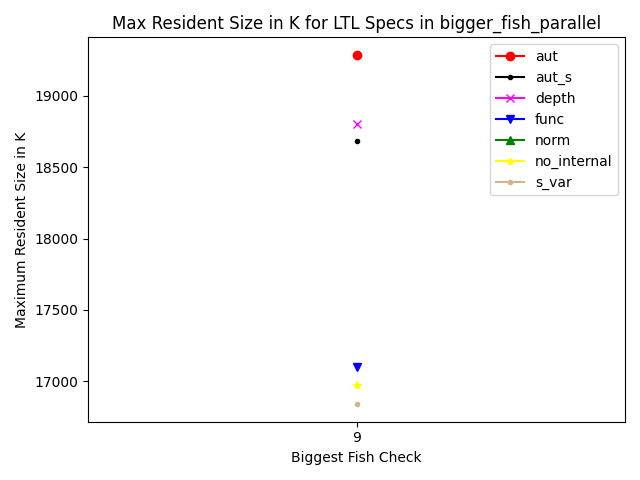 Max Resident Size in K for LTL Specs in bigger_fish_parallel
aut
aut_s
depth
func
norm
no_internal
s_var
19000
18500
18000
17500
17000
Maximum Resident Size in K
9
Biggest Fish Check